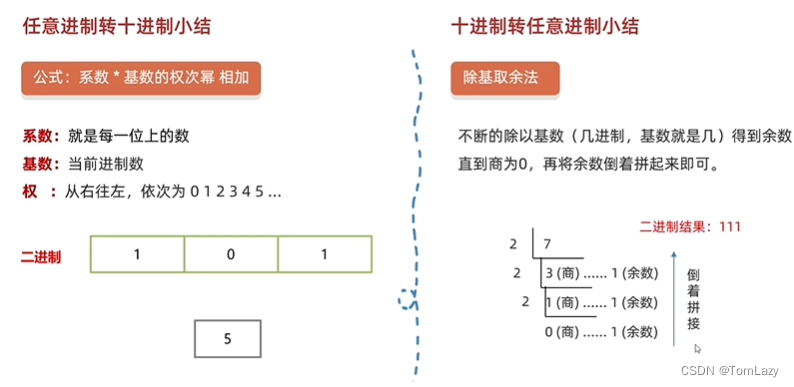 任意进制转十进制小结
公式：系数 * 基数的权次幂 相加
系数：就是每一位上的数
基数：当前进制数
权 ：从右往左，依次为 0 1 2 3 4 5 ...
二进制
1 0 1
5
十进制转任意进制小结
除基取余法
不断的除以基数（几进制，基数就是几）得到余数
直到商为0，再将余数倒着拼起来即可。
二进制结果：111
2 7
2 3 (商) ...... 1 (余数)
2 1 (商) ...... 1 (余数)
0 (商) ...... 1 (余数)
倒着拼接
CSDN @TomLazy